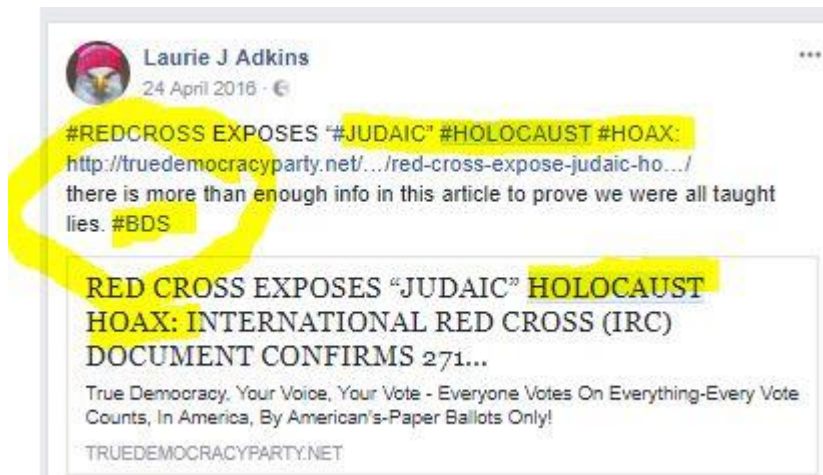 Laurie J Adkins
24 April 2016 ·
#REDCROSS EXPOSES "#JUDAIC" #HOLOCAUST #HOAX:
http://truedemocracyparty.net/.../red-cross-expose-judaic-ho.../
there is more than enough info in this article to prove we were all taught
lies. #BDS
RED CROSS EXPOSES “JUDAIC” HOLOCAUST
HOAX: INTERNATIONAL RED CROSS (IRC)
DOCUMENT CONFIRMS 271...
True Democracy, Your Voice, Your Vote - Everyone Votes On Everything-Every Vote
Counts, In America, By American's-Paper Ballots Only!
TRUEDEMOCRACYPARTY.NET